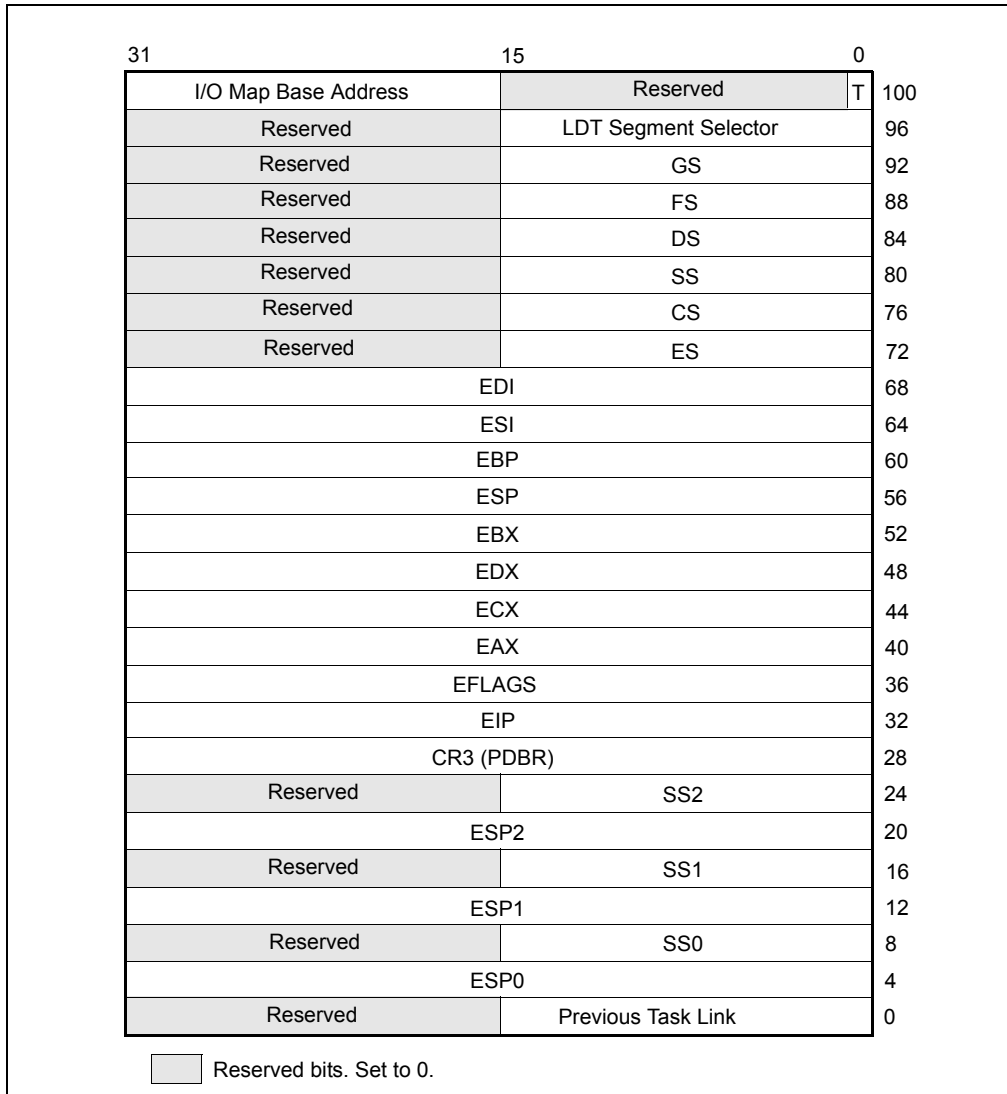 31 15 0
I/O Map Base Address Reserved T 100
Reserved LDT Segment Selector 96
Reserved GS 92
Reserved FS 88
Reserved DS 84
Reserved SS 80
Reserved CS 76
Reserved ES 72
EDI 68
ESI 64
EBP 60
ESP 56
EBX 52
EDX 48
ECX 44
EAX 40
EFLAGS 36
EIP 32
CR3 (PDBR) 28
Reserved SS2 24
ESP2 20
Reserved SS1 16
ESP1 12
Reserved SS0 8
ESP0 4
Reserved Previous Task Link 0
Reserved bits. Set to 0.